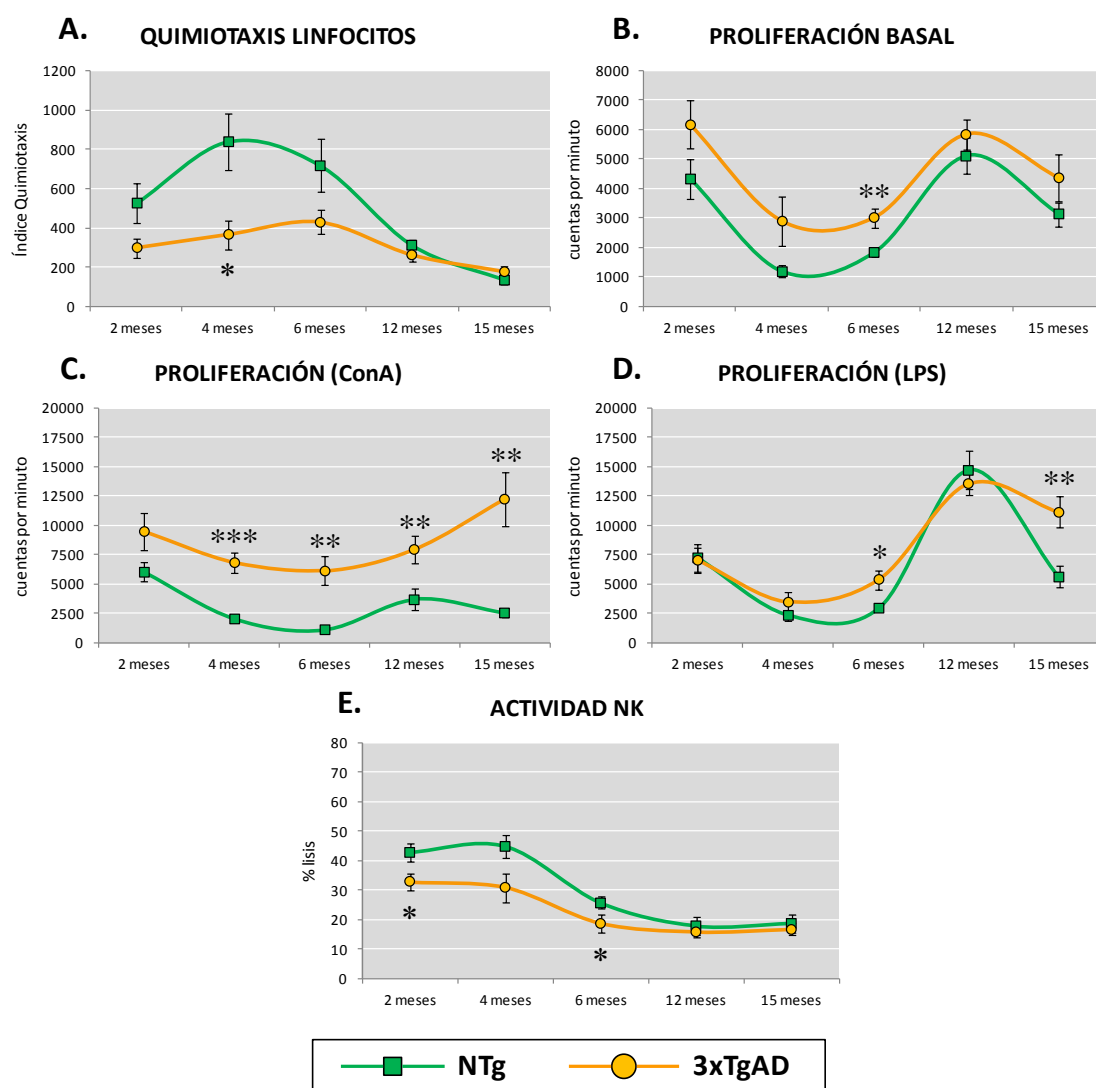 A.
QUIMIOTAXIS LINFOCITOS
Índice Quimiotaxis
1200
1000
800
600
400
200
0
*
2 meses 4 meses 6 meses 12 meses 15 meses
B.
PROLIFERACIÓN BASAL
cuentas por minuto
8000
7000
6000
5000
4000
3000
2000
1000
0
**
2 meses 4 meses 6 meses 12 meses 15 meses
C.
PROLIFERACIÓN (ConA)
cuentas por minuto
20000
17500
15000
12500
10000
7500
5000
2500
0
*** ** ** **
2 meses 4 meses 6 meses 12 meses 15 meses
D.
PROLIFERACIÓN (LPS)
cuentas por minuto
20000
17500
15000
12500
10000
7500
5000
2500
0
* **
2 meses 4 meses 6 meses 12 meses 15 meses
E.
ACTIVIDAD NK
% lisis
80
70
60
50
40
30
20
10
0
* *
2 meses 4 meses 6 meses 12 meses 15 meses
NTg 3xTgAD